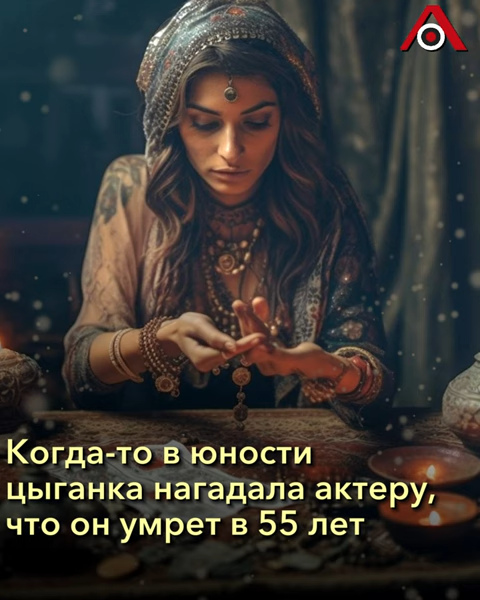 Когда-то в юности
цыганка нагадала актеру,
что он умрет в 55 лет